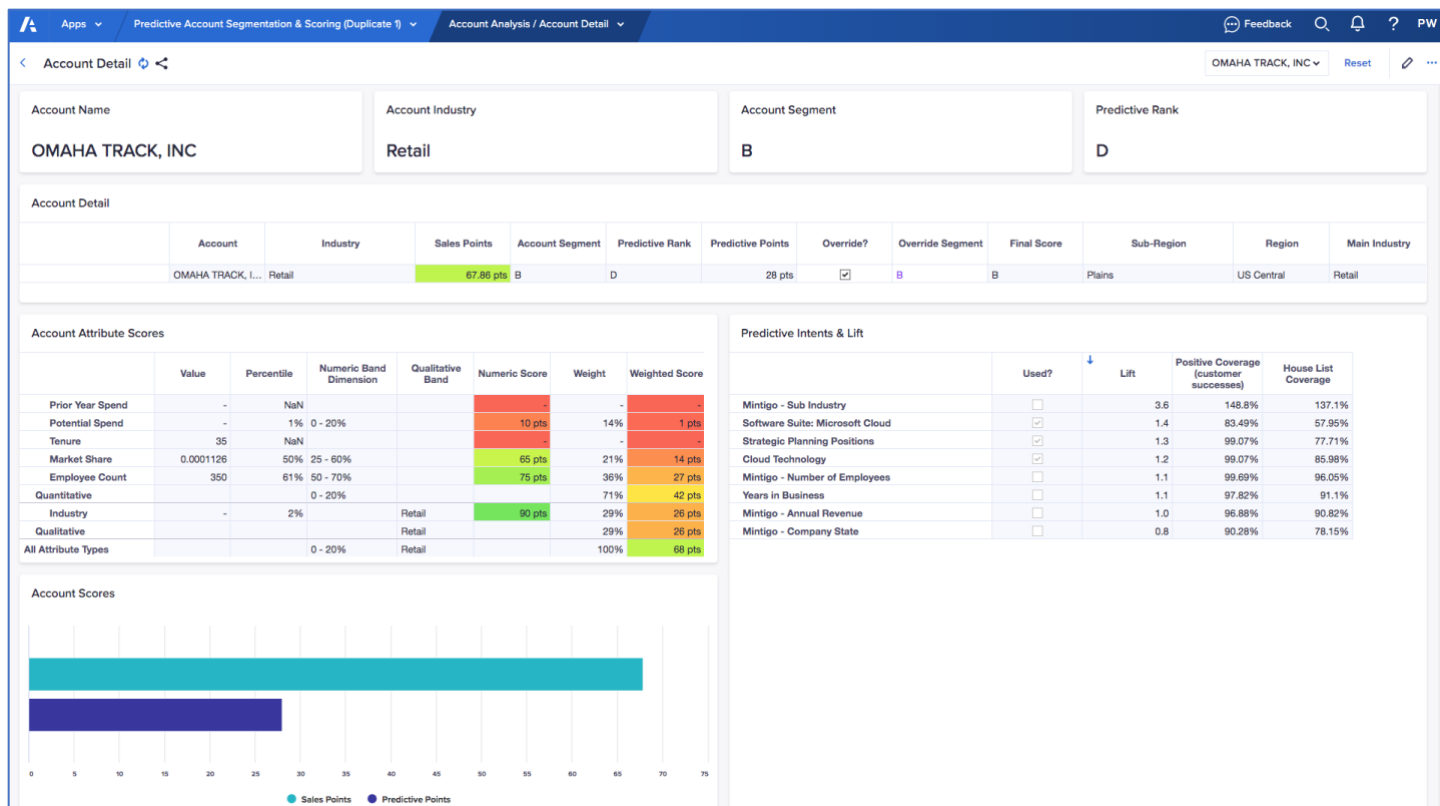 Apps Predictive Account Segmentation & Scoring (Duplicate 1) Account Analysis / Account Detail Feedback ? PW
Account Detail OMAHA TRACK, INC Reset
Account Name Account Industry Account Segment Predictive Rank
OMAHA TRACK, INC Retail B D
Account Detail
Account Industry Sales Points Account Segment Predictive Rank Predictive Points Override? Override Segment Final Score Sub-Region Region Main Industry
OMAHA TRACK, I... Retail 67.86 pts B D 28 pts B B Plains US Central Retail
Account Attribute Scores
Value Percentile Numeric Band Dimension Qualitative Band Numeric Score Weight Weighted Score
Prior Year Spend - NaN - - -
Potential Spend - 1% 0 - 20% 10 pts 14% 1 pts
Tenure 35 NaN - - -
Market Share 0.0001126 50% 25 - 60% 65 pts 21% 14 pts
Employee Count 350 61% 50 - 70% 75 pts 36% 27 pts
Quantitative 0 - 20% 71% 42 pts
Industry - 2% Retail 90 pts 29% 26 pts
Qualitative Retail 29% 26 pts
All Attribute Types 0 - 20% Retail 100% 68 pts
Predictive Intents & Lift
Used? Lift Positive Coverage (customer successes) House List Coverage
Mintigo - Sub Industry 3.6 148.8% 137.1%
Software Suite: Microsoft Cloud 1.4 83.49% 57.95%
Strategic Planning Positions 1.3 99.07% 77.71%
Cloud Technology 1.2 99.07% 85.98%
Mintigo - Number of Employees 1.1 99.69% 96.05%
Years in Business 1.1 97.82% 91.1%
Mintigo - Annual Revenue 1.0 96.88% 90.82%
Mintigo - Company State 0.8 90.28% 78.15%
Account Scores
0 5 10 15 20 25 30 35 40 45 50 55 60 65 70 75
Sales Points Predictive Points